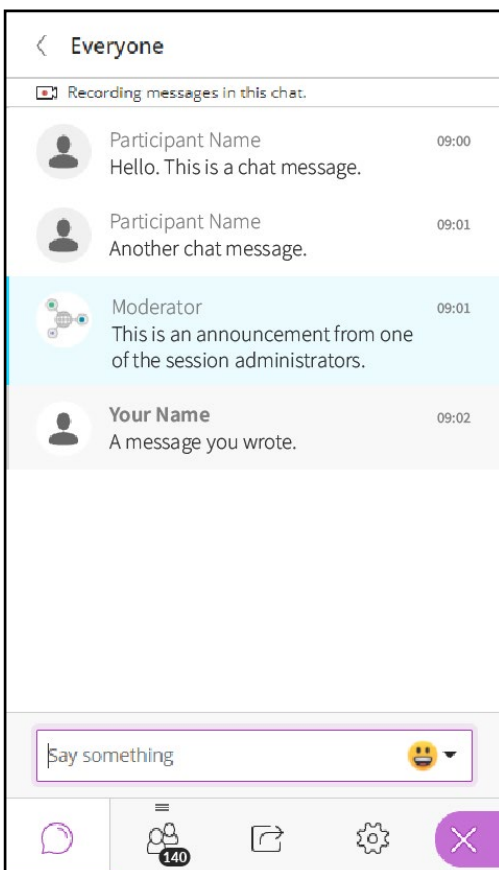 Everyone
Recording messages in this chat.
Participant Name 09:00
Hello. This is a chat message.
Participant Name 09:01
Another chat message.
Moderator 09:01
This is an announcement from one
of the session administrators.
Your Name 09:02
A message you wrote.
Say something
140